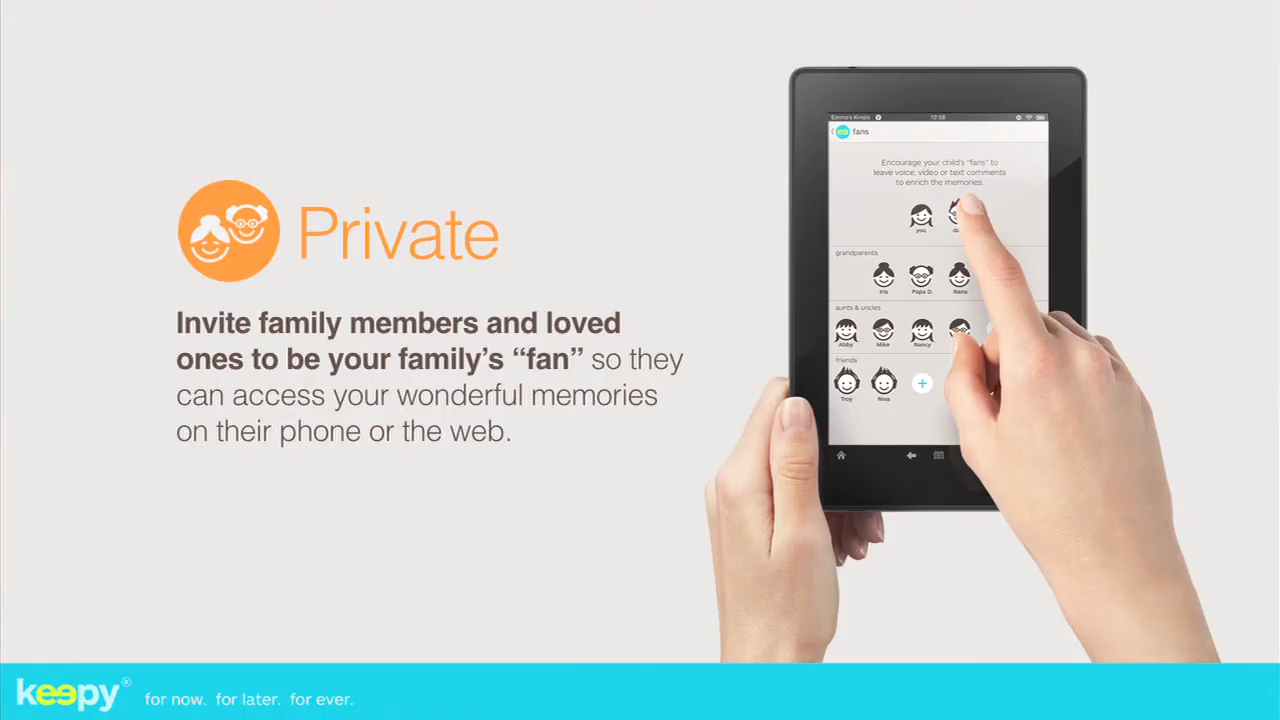 Private
Invite family members and loved
ones to be your family's “fan” so they
can access your wonderful memories
on their phone or the web.
Emma's Kindle
12:58
fans
Encourage your child's "fans" to
leave voice, video or text comments
to enrich the memories.
you
grandparents
Iris Papa D. Nana
aunts & uncles
Abby Mike Nancy
friends
Troy Nina
+
keepy® for now. for later. for ever.